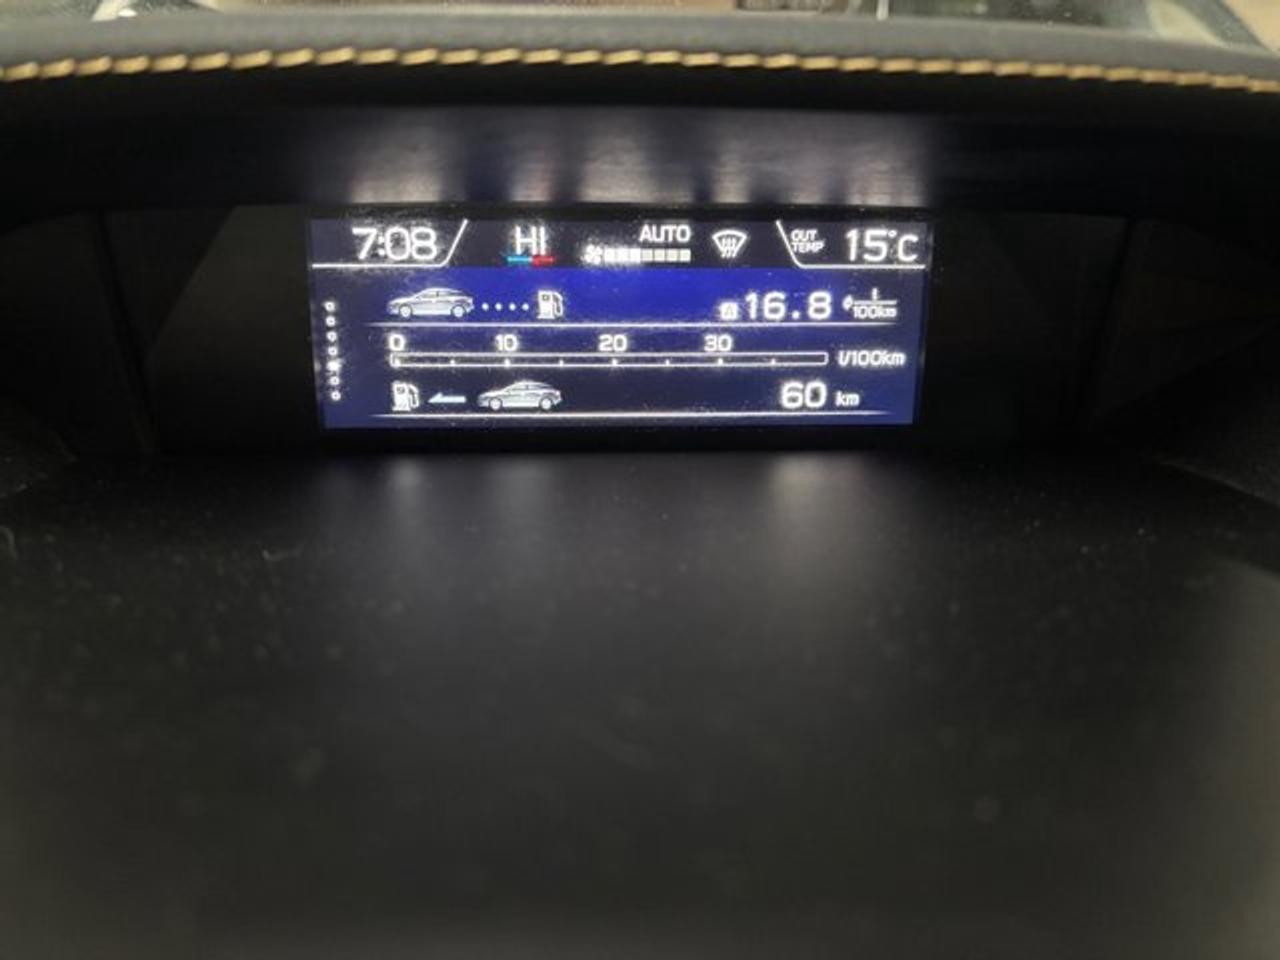 7:08 HI AUTO OUT TEMP 15°C
A 16.8 ϕ l/100km
0 10 20 30 l/100km
60 km